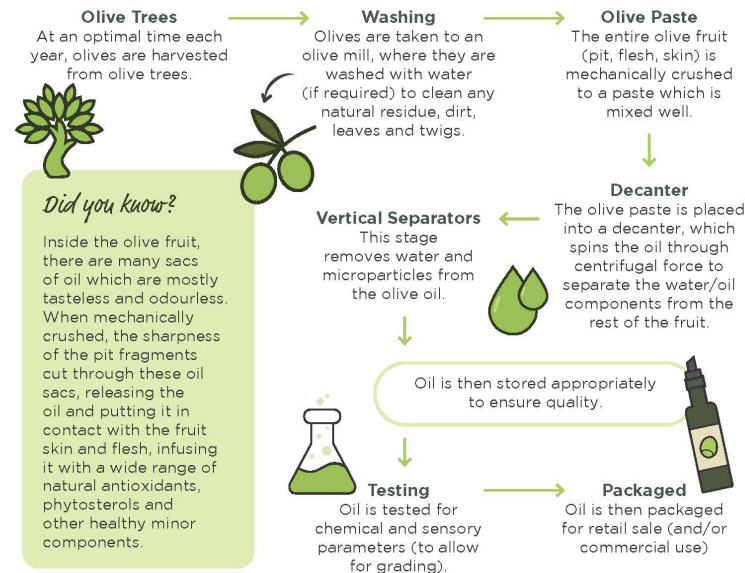 Olive Trees
At an optimal time each
year, olives are harvested
from olive trees.
Washing
Olives are taken to an
olive mill, where they are
washed with water
(if required) to clean any
natural residue, dirt,
leaves and twigs.
Olive Paste
The entire olive fruit
(pit, flesh, skin) is
mechanically crushed
to a paste which is
mixed well.
Decanter
The olive paste is placed
into a decanter, which
spins the oil through
centrifugal force to
separate the water/oil
components from the
rest of the fruit.
Vertical Separators
This stage
removes water and
microparticles from
the olive oil.
Oil is then stored appropriately
to ensure quality.
Testing
Oil is tested for
chemical and sensory
parameters (to allow
for grading).
Packaged
Oil is then packaged
for retail sale (and/or
commercial use)
Did you know?
Inside the olive fruit,
there are many sacs
of oil which are mostly
tasteless and odourless.
When mechanically
crushed, the sharpness
of the pit fragments
cut through these oil
sacs, releasing the
oil and putting it in
contact with the fruit
skin and flesh, infusing
it with a wide range of
natural antioxidants,
phytosterols and
other healthy minor
components.